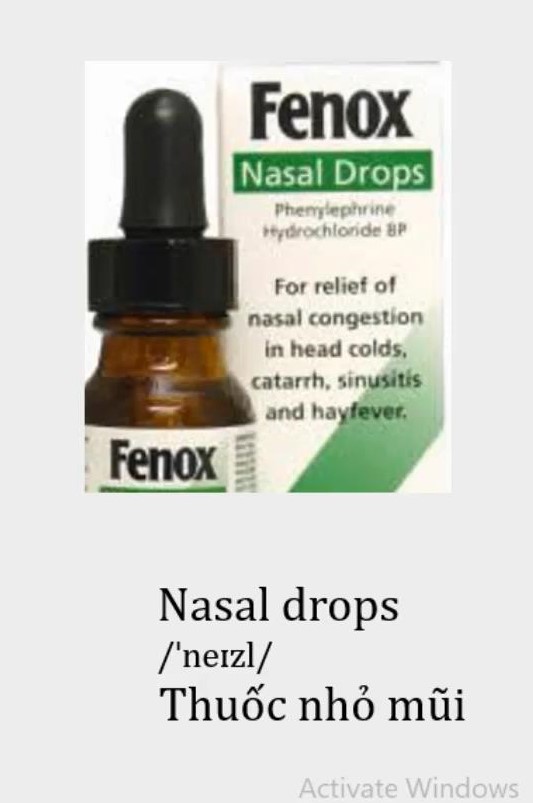 Fenox
Nasal Drops
Phenylephrine
Hydrochloride BP
For relief of
nasal congestion
in head colds,
catarrh, sinusitis
and hayfever.
Fenox
Nasal drops
/ˈneɪzl/
Thuốc nhỏ mũi
Activate Windows